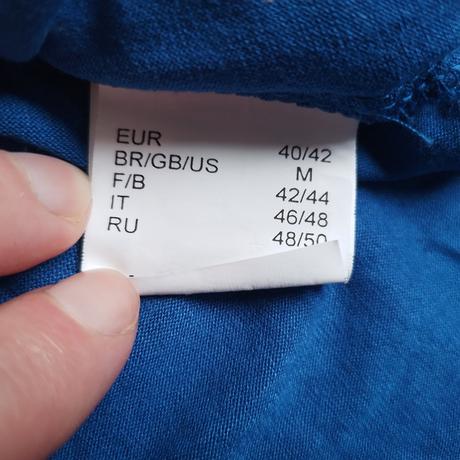 EUR 40/42
BR/GB/US M
F/B 42/44
IT 46/48
RU 48/50